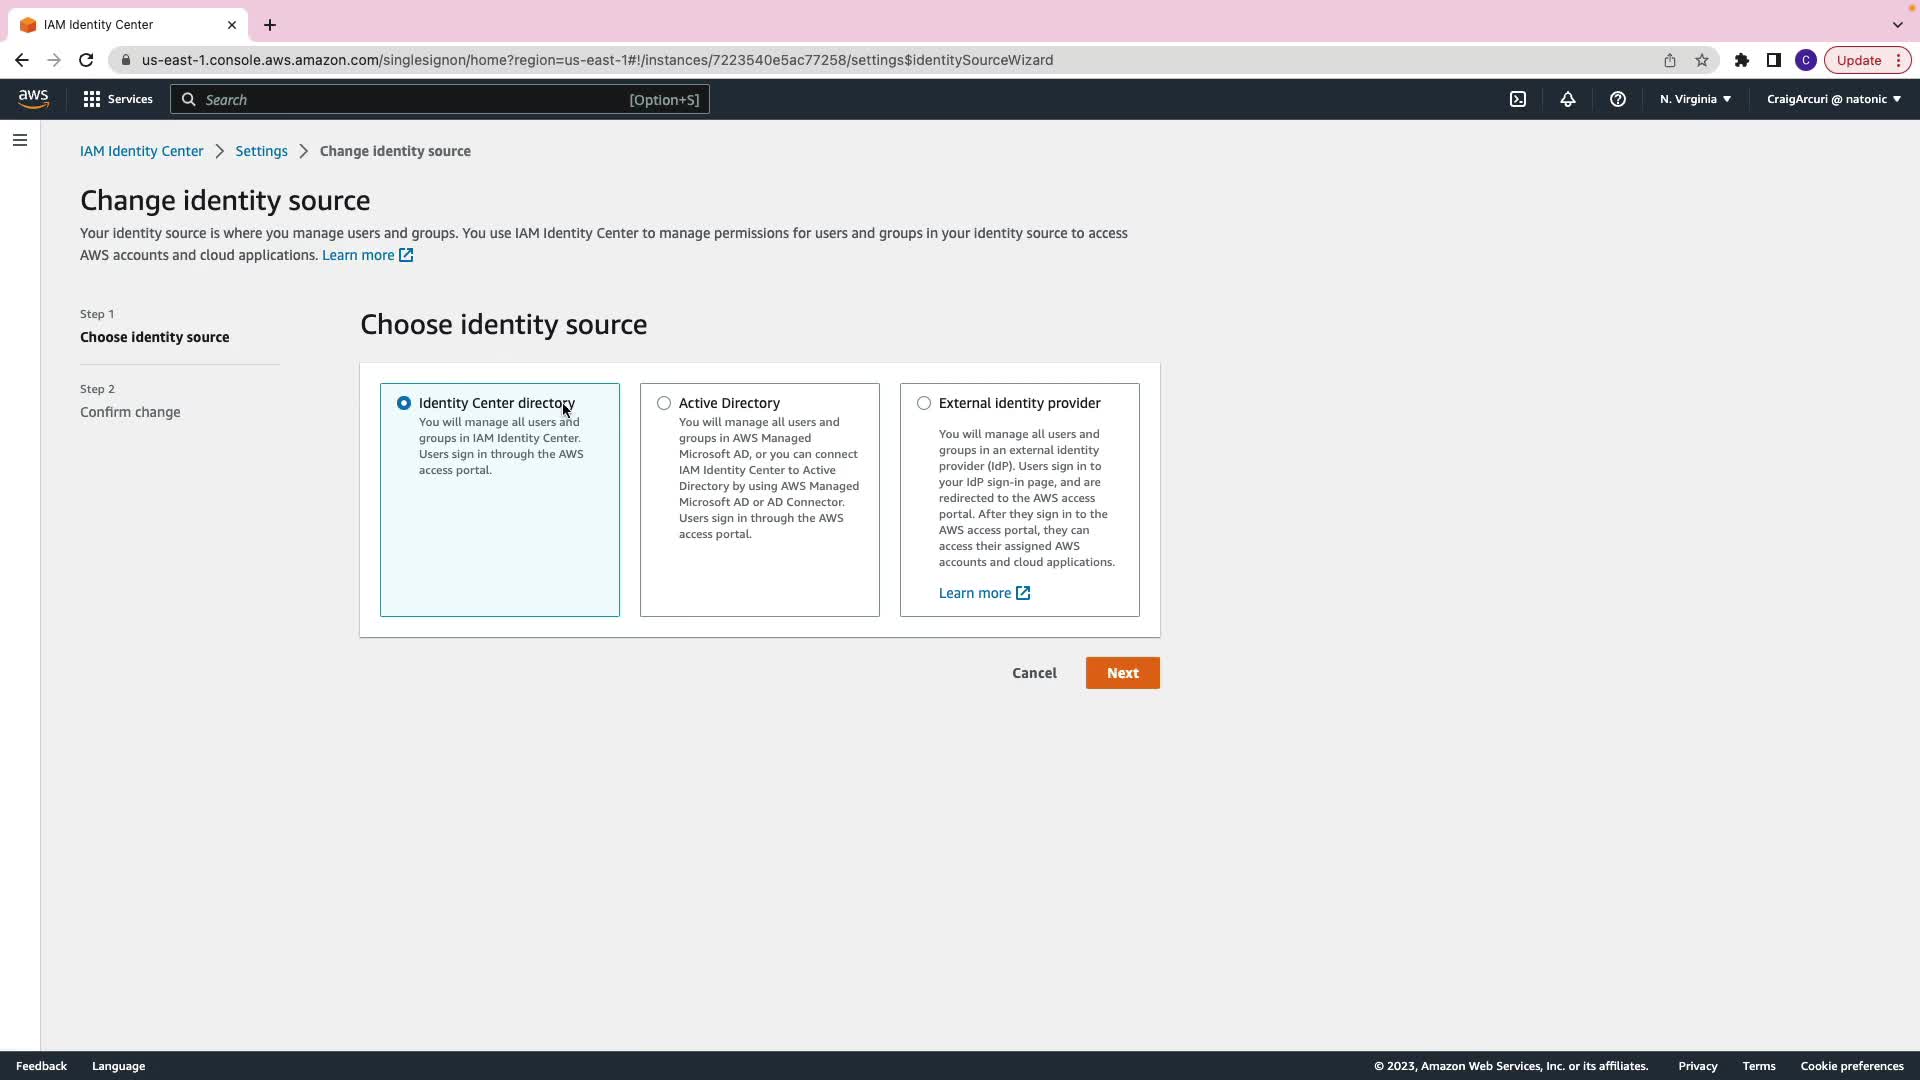 IAM Identity Center
us-east-1.console.aws.amazon.com/singlesignon/home?region=us-east-1#!/instances/7223540e5ac77258/settings$identitySourceWizard
C
Update
aws
Services
Search
[Option+S]
N. Virginia
CraigArcuri @ natonic
IAM Identity Center > Settings > Change identity source
Change identity source
Your identity source is where you manage users and groups. You use IAM Identity Center to manage permissions for users and groups in your identity source to access
AWS accounts and cloud applications. Learn more
Step 1
Choose identity source
Step 2
Confirm change
Choose identity source
Identity Center directory
You will manage all users and
groups in IAM Identity Center.
Users sign in through the AWS
access portal.
Active Directory
You will manage all users and
groups in AWS Managed
Microsoft AD, or you can connect
IAM Identity Center to Active
Directory by using AWS Managed
Microsoft AD or AD Connector.
Users sign in through the AWS
access portal.
External identity provider
You will manage all users and
groups in an external identity
provider (IdP). Users sign in to
your IdP sign-in page, and are
redirected to the AWS access
portal. After they sign in to the
AWS access portal, they can
access their assigned AWS
accounts and cloud applications.
Learn more
Cancel
Next
Feedback
Language
© 2023, Amazon Web Services, Inc. or its affiliates.
Privacy
Terms
Cookie preferences